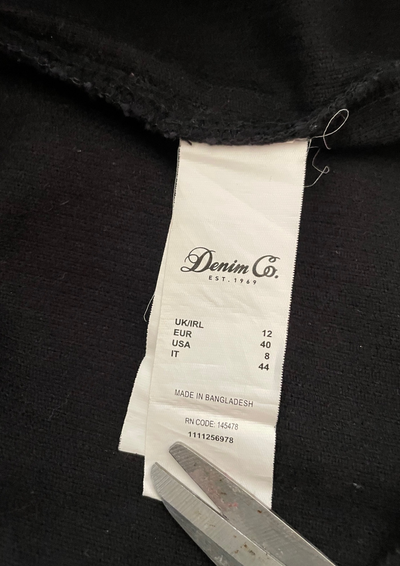 Denim Co.
EST. 1969
UK/IRL 12
EUR 40
USA 8
IT 44
MADE IN BANGLADESH
RN CODE 145478
1111256978